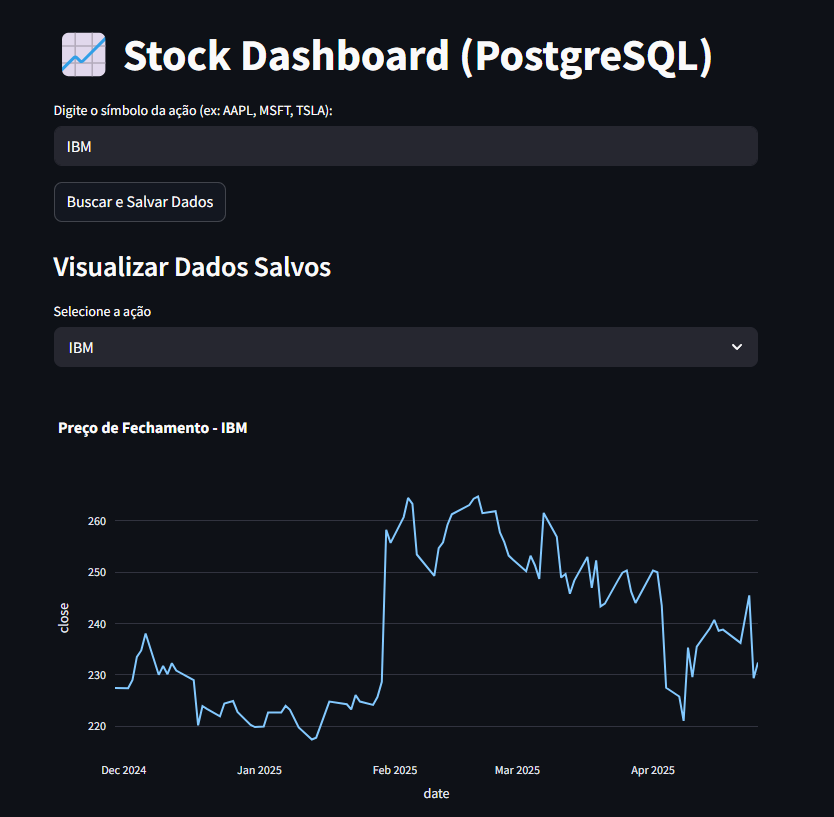 Stock Dashboard (PostgreSQL)
Digite o símbolo da ação (ex: AAPL, MSFT, TSLA):
IBM
Buscar e Salvar Dados
Visualizar Dados Salvos
Selecione a ação
IBM
Preço de Fechamento - IBM
260
250
240
230
220
close
Dec 2024 Jan 2025 Feb 2025 Mar 2025 Apr 2025
date